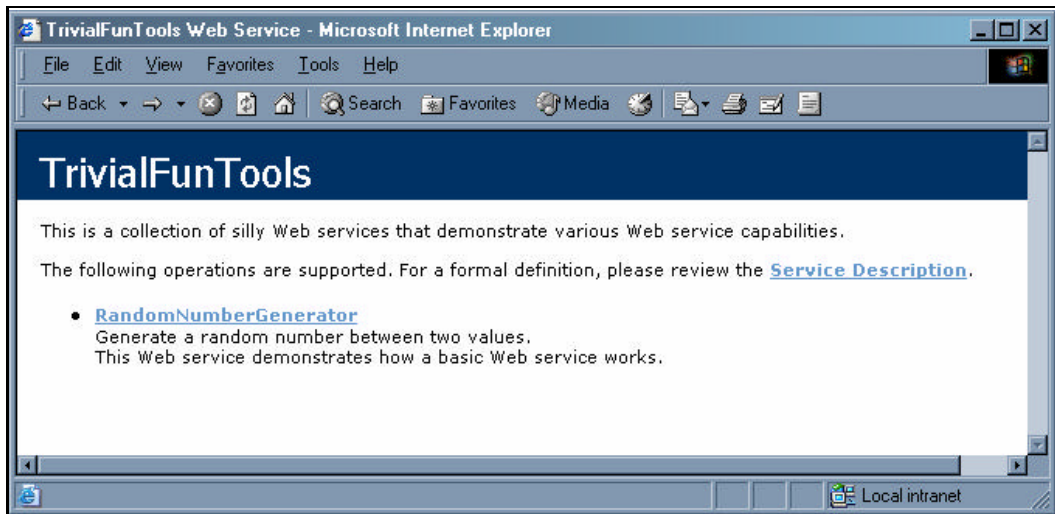 TrivialFunTools Web Service - Microsoft Internet Explorer
File Edit View Favorites Tools Help
Back Search Favorites Media
TrivialFunTools
This is a collection of silly Web services that demonstrate various Web service capabilities.
The following operations are supported. For a formal definition, please review the Service Description.
• RandomNumberGenerator
Generate a random number between two values.
This Web service demonstrates how a basic Web service works.
Local intranet